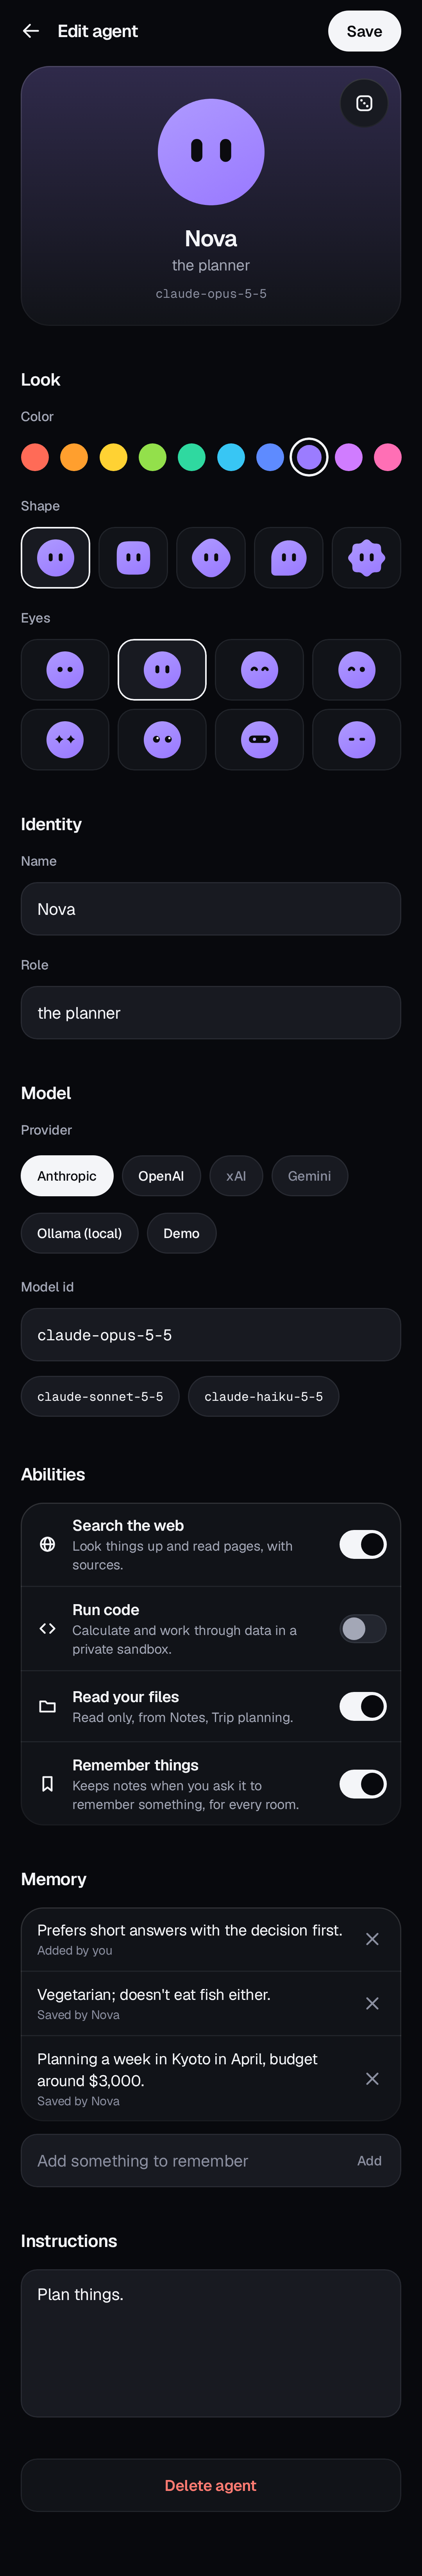 Edit agent
Save
Nova
the planner
claude-opus-5-5
Look
Color
Shape
Eyes
Identity
Name
Nova
Role
the planner
Model
Provider
Anthropic
OpenAI
xAI
Gemini
Ollama (local)
Demo
Model id
claude-opus-5-5
claude-sonnet-5-5
claude-haiku-5-5
Abilities
Search the web
Look things up and read pages, with
sources.
Run code
Calculate and work through data in a
private sandbox.
Read your files
Read only, from Notes, Trip planning.
Remember things
Keeps notes when you ask it to
remember something, for every room.
Memory
Prefers short answers with the decision first.
Added by you
Vegetarian; doesn't eat fish either.
Saved by Nova
Planning a week in Kyoto in April, budget
around $3,000.
Saved by Nova
Add something to remember
Add
Instructions
Plan things.
Delete agent